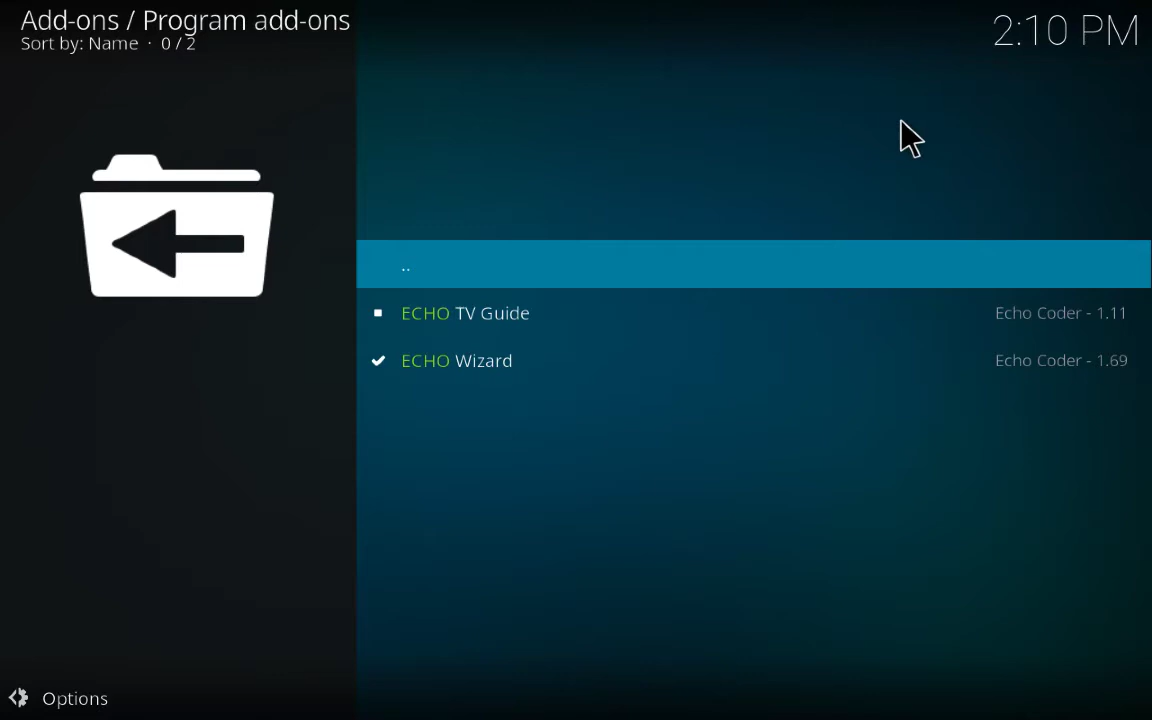 Add-ons / Program add-ons
Sort by: Name · 0 / 2
2:10 PM
..
ECHO TV Guide Echo Coder - 1.11
ECHO Wizard Echo Coder - 1.69
Options